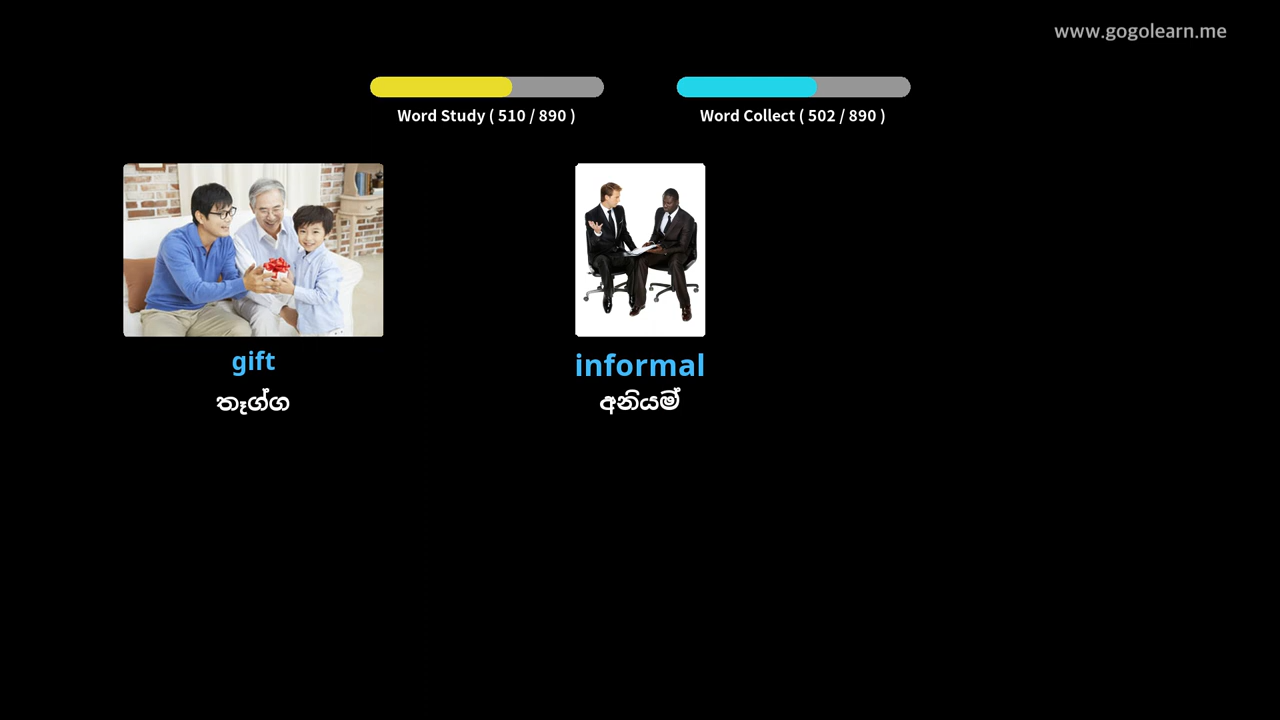 www.gogolearn.me
Word Study ( 510 / 890 )
Word Collect ( 502 / 890 )
gift
තෑග්ග
informal
අනියම්